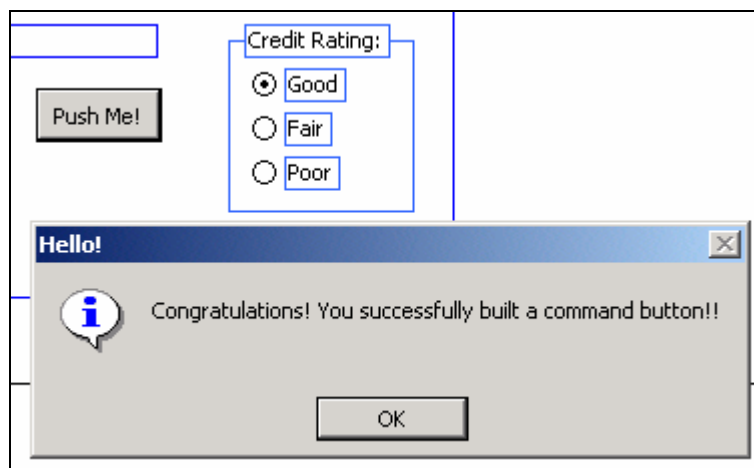 Credit Rating:
Good
Push Me!
Fair
Poor
Hello!
Congratulations! You successfully built a command button!!
OK